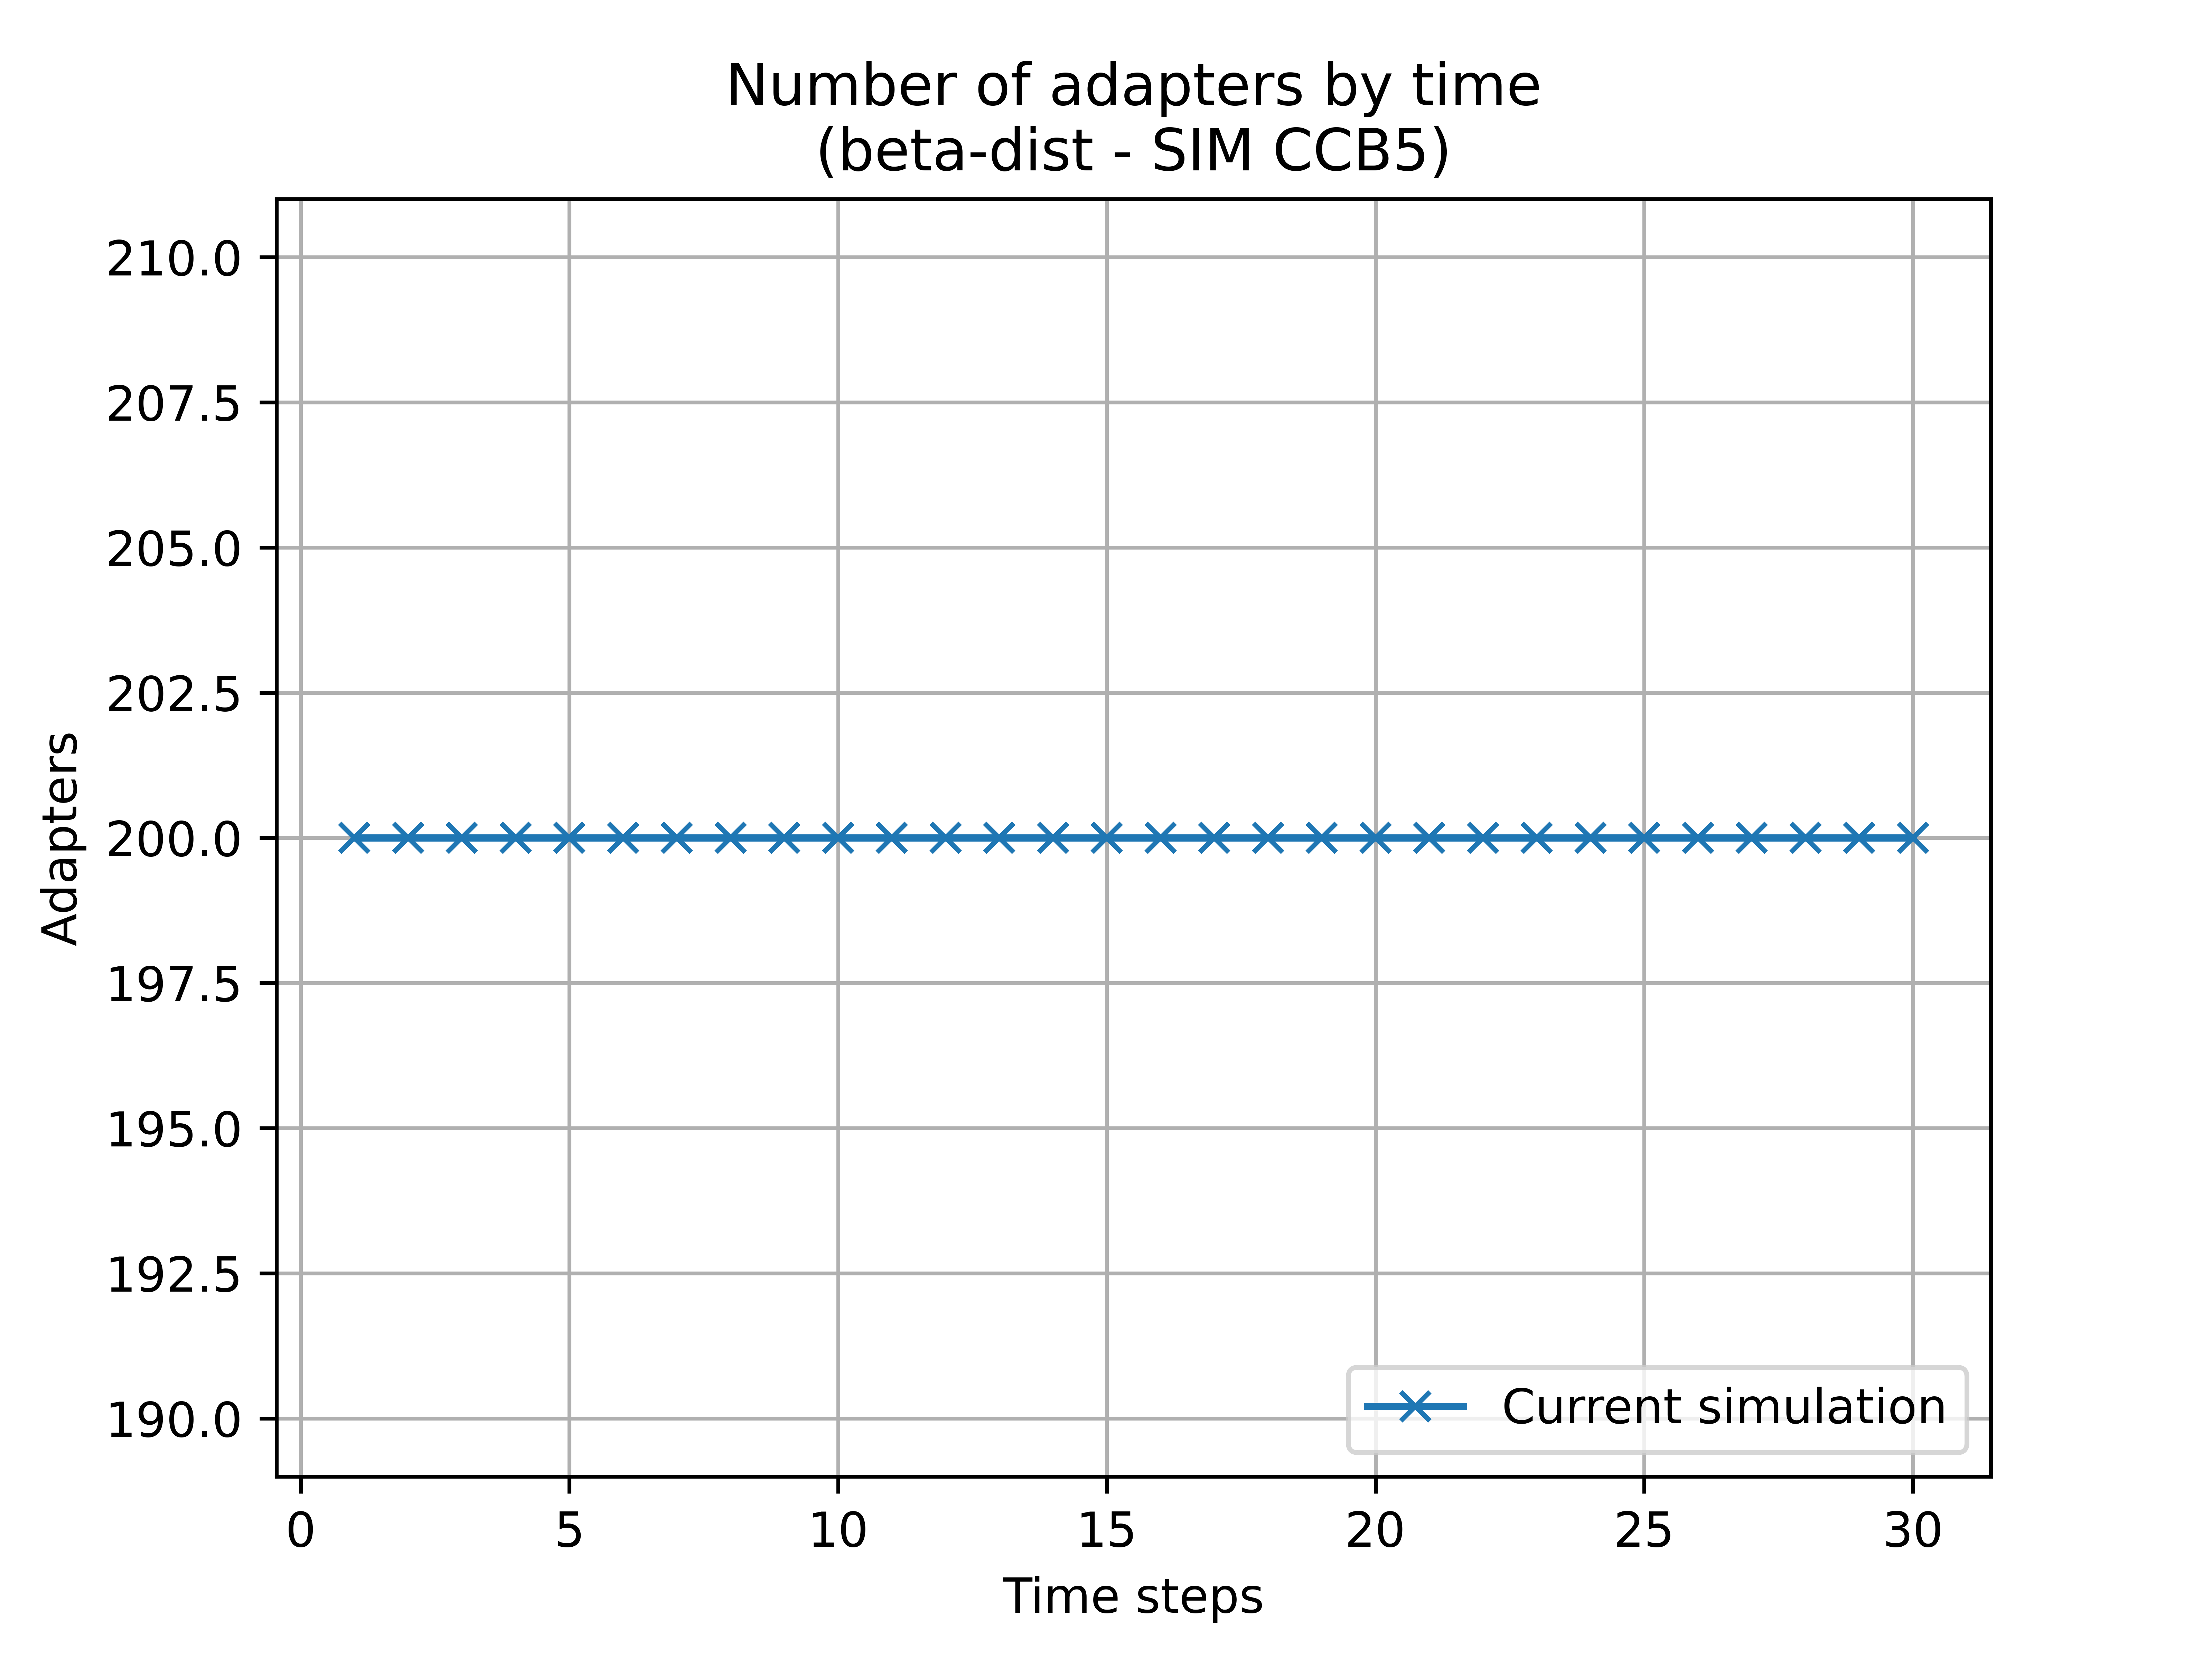 Number of adapters by time
(beta-dist - SIM CCB5)
210.0
207.5
205.0
202.5
200.0
197.5
195.0
192.5
190.0
Adapters
Current simulation
0 5 10 15 20 25 30
Time steps